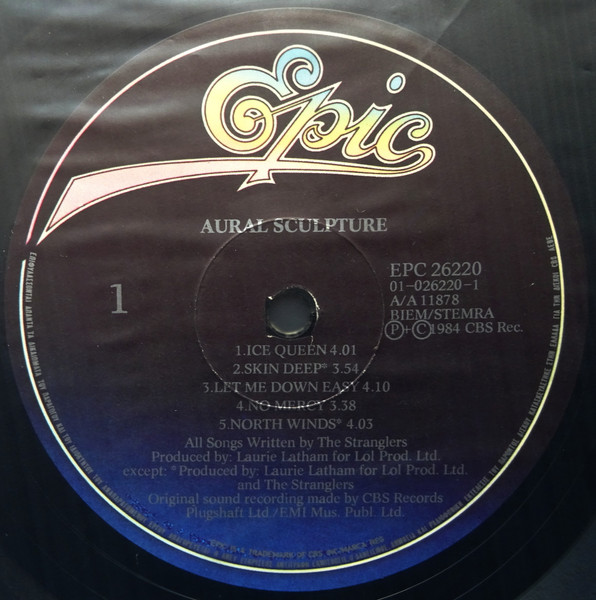 Epic
AURAL SCULPTURE
1
EPC 26220
01-026220-1
A/A 11878
BIEM/STEMRA
Ⓟ+Ⓒ1984 CBS Rec.
1.ICE QUEEN 4.01
2.SKIN DEEP* 3.54
3.LET ME DOWN EASY 4.10
4.NO MERCY 3.38
5.NORTH WINDS* 4.03
All Songs Written by The Stranglers
Produced by: Laurie Latham for Lol Prod. Ltd.
except: *Produced by: Laurie Latham for Lol Prod. Ltd.
and The Stranglers
Original sound recording made by CBS Records
Plugshaft Ltd./EMI Mus. Publ. Ltd.